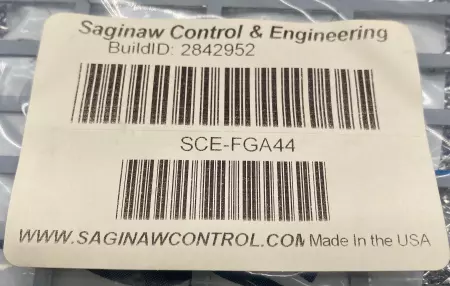 Saginaw Control & Engineering
BuildID: 2842952
SCE-FGA44
WWW.SAGINAWCONTROL.COM Made In the USA